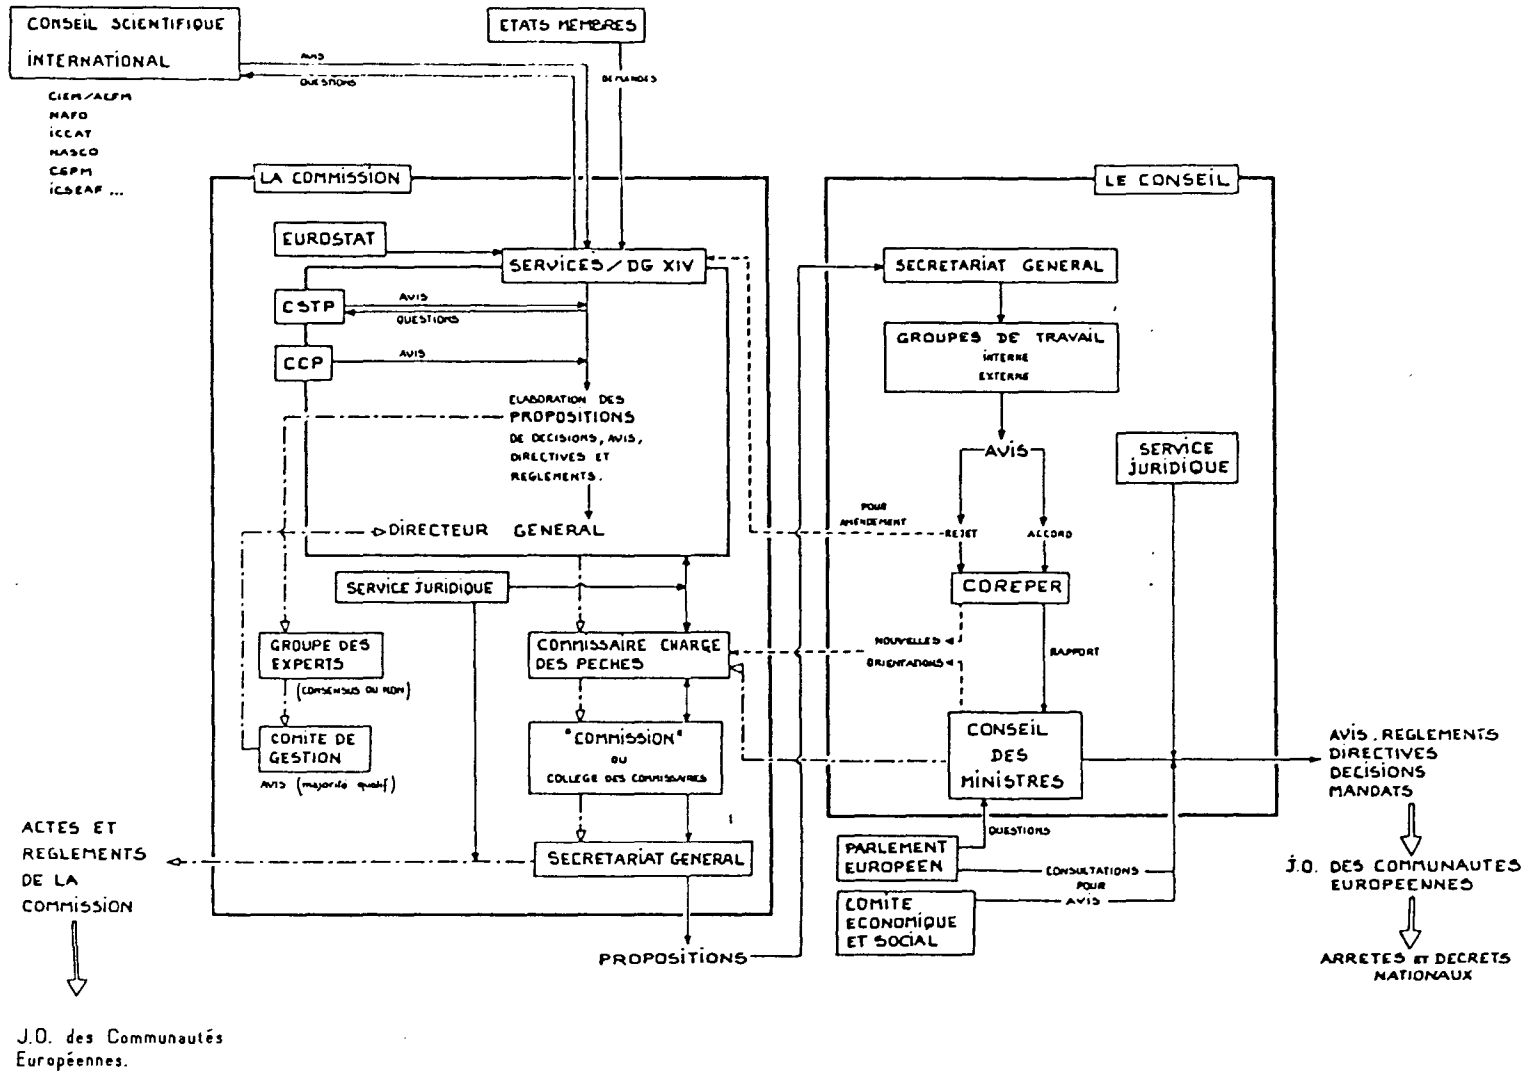 CONSEIL SCIENTIFIQUE
INTERNATIONAL
CIEM/ACFM
NAFO
ICCAT
NASCO
CGPM
ICSEAF ...
AVIS
QUESTIONS
ETATS MEMBRES
DEMANDES
LA COMMISSION
EUROSTAT
SERVICES/DG XIV
CSTP
AVIS
QUESTIONS
CCP
AVIS
ELABORATION DES
PROPOSITIONS
DE DECISIONS, AVIS,
DIRECTIVES ET
REGLEMENTS.
DIRECTEUR GENERAL
SERVICE JURIDIQUE
GROUPE DES
EXPERTS
(CONSENSUS OU NON)
COMITE DE
GESTION
AVIS (majorité qualif)
COMMISSAIRE CHARGE
DES PECHES
"COMMISSION"
OU
COLLEGE DES COMMISSAIRES
SECRETARIAT GENERAL
PROPOSITIONS
ACTES ET
REGLEMENTS
DE LA
COMMISSION
J.O. des Communautés
Européennes.
LE CONSEIL
SECRETARIAT GENERAL
GROUPES DE TRAVAIL
INTERNE
EXTERNE
AVIS
SERVICE
JURIDIQUE
POUR
AMENDEMENT
REJET
ACCORD
COREPER
NOUVELLES
ORIENTATIONS
RAPPORT
CONSEIL
DES
MINISTRES
QUESTIONS
PARLEMENT
EUROPEEN
CONSULTATIONS
POUR
AVIS
COMITE
ECONOMIQUE
ET SOCIAL
AVIS. REGLEMENTS
DIRECTIVES
DECISIONS
MANDATS
J.O. DES COMMUNAUTES
EUROPEENNES
ARRETES ET DECRETS
NATIONAUX